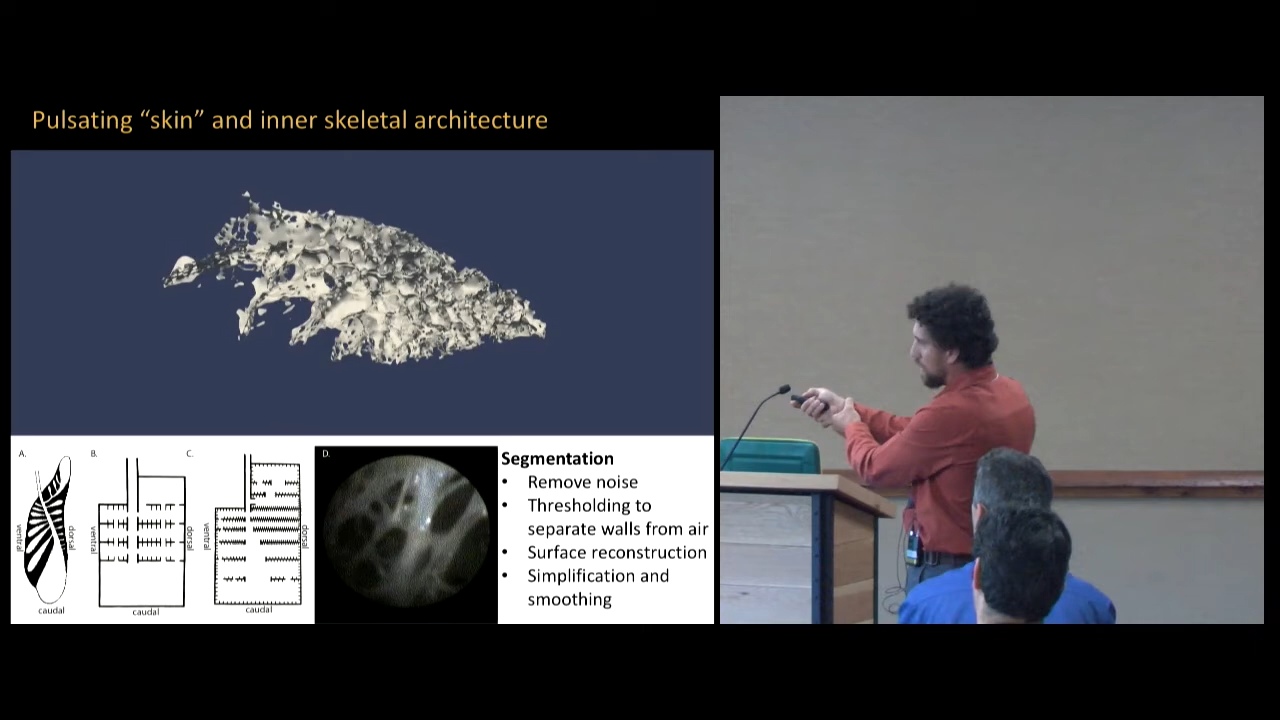 Pulsating “skin” and inner skeletal architecture
A.
B.
C.
D.
ventral
dorsal
caudal
ventral
dorsal
caudal
ventral
dorsal
caudal
Segmentation
• Remove noise
• Thresholding to
separate walls from air
• Surface reconstruction
• Simplification and
smoothing